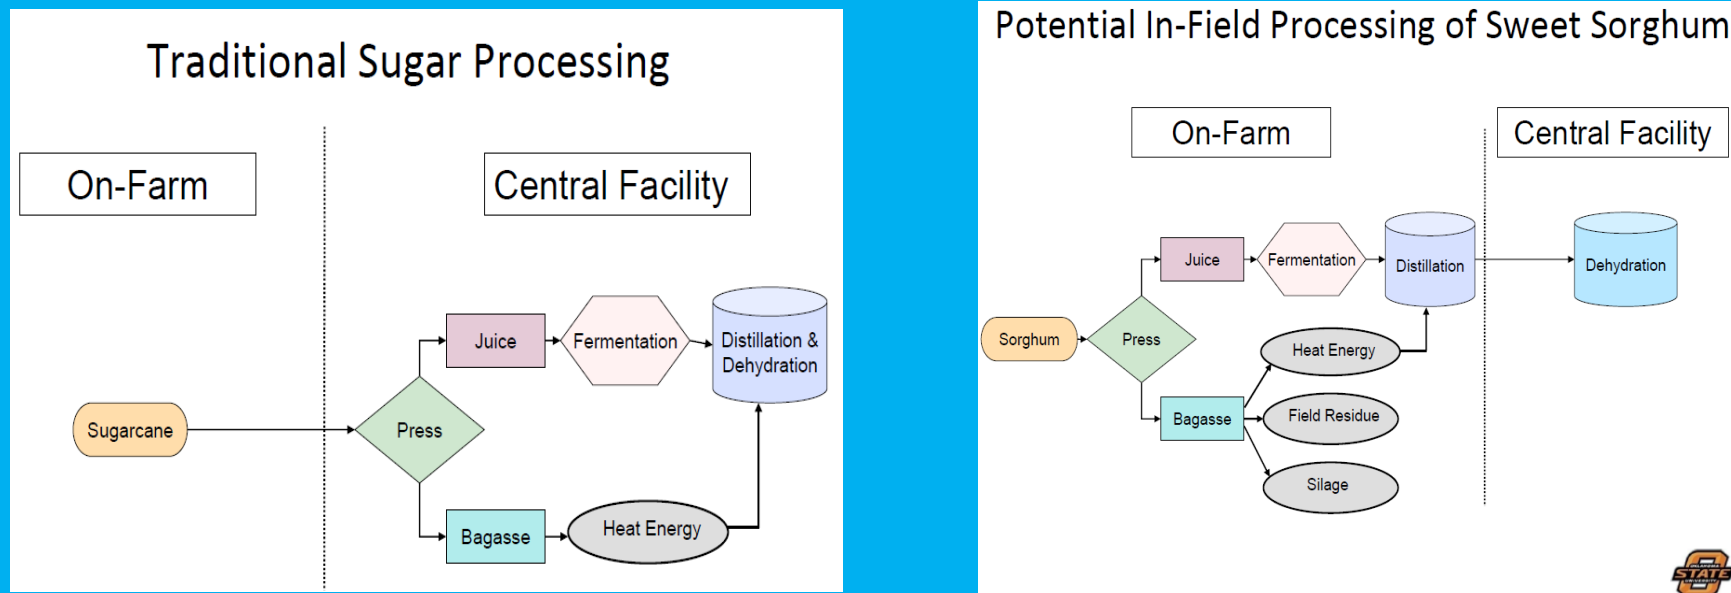 Traditional Sugar Processing
On-Farm
Central Facility
Juice
Fermentation
Distillation &
Dehydration
Sugarcane
Press
Bagasse
Heat Energy
Potential In-Field Processing of Sweet Sorghum
On-Farm
Central Facility
Juice
Fermentation
Distillation
Dehydration
Sorghum
Press
Heat Energy
Bagasse
Field Residue
Silage
OKLAHOMA
STATE
UNIVERSITY